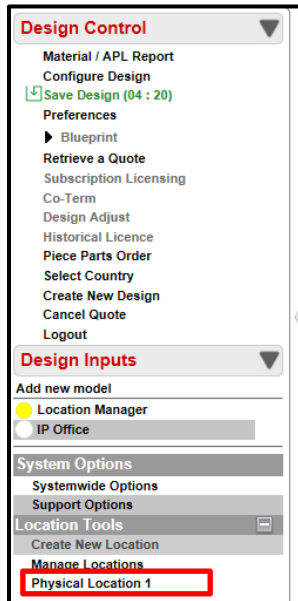 Design Control
Material / APL Report
Configure Design
Save Design (04 : 20)
Preferences
Blueprint
Retrieve a Quote
Subscription Licensing
Co-Term
Design Adjust
Historical Licence
Piece Parts Order
Select Country
Create New Design
Cancel Quote
Logout
Design Inputs
Add new model
Location Manager
IP Office
System Options
Systemwide Options
Support Options
Location Tools
Create New Location
Manage Locations
Physical Location 1